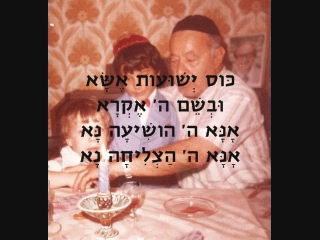 כּוֹס יְשׁוּעוֹת אֶשָּׂא
וּבְשֵׁם ה' אֶקְרָא
אָנָּא ה' הוֹשִׁיעָה נָּא
אָנָּא ה' הַצְלִיחָה נָא